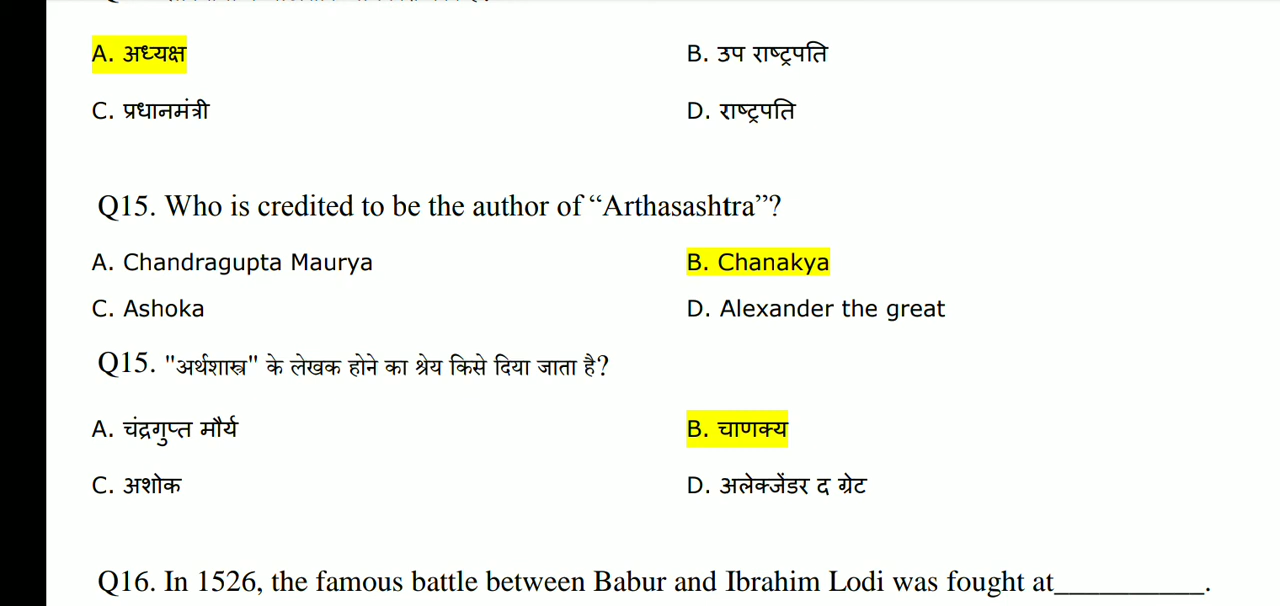 A. अध्यक्ष B. उप राष्ट्रपति
C. प्रधानमंत्री D. राष्ट्रपति
Q15. Who is credited to be the author of “Arthasashtra”?
A. Chandragupta Maurya B. Chanakya
C. Ashoka D. Alexander the great
Q15. "अर्थशास्त्र" के लेखक होने का श्रेय किसे दिया जाता है?
A. चंद्रगुप्त मौर्य B. चाणक्य
C. अशोक D. अलेक्जेंडर द ग्रेट
Q16. In 1526, the famous battle between Babur and Ibrahim Lodi was fought at__________.